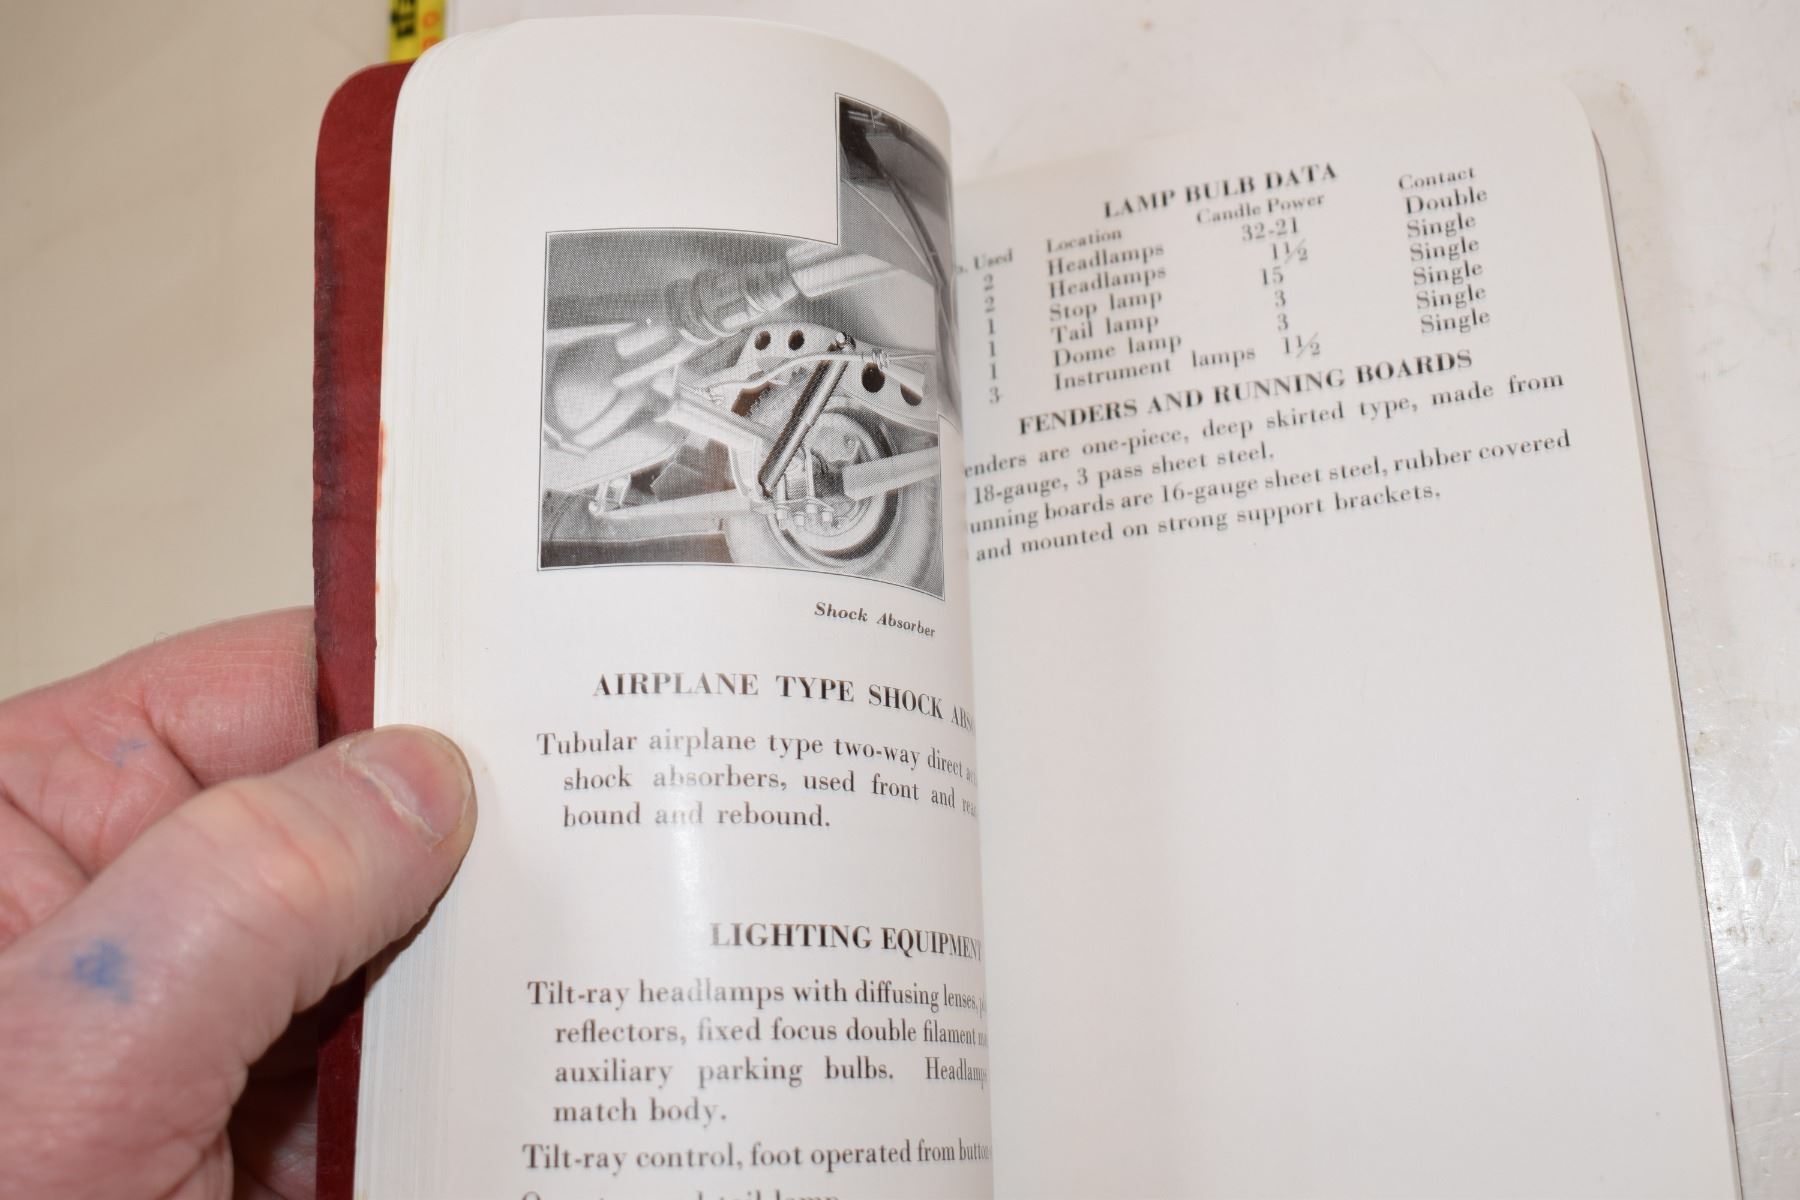 Shock Absorber
AIRPLANE TYPE SHOCK
Tubular airplane type two-way direct
shock absorbers, used front and
bound and rebound.
LIGHTING EQUIPMENT
Tilt-ray headlamps with diffusing lenses,
reflectors, fixed focus double filament
auxiliary parking bulbs. Headlamps
match body.
Tilt-ray control, foot operated from button
LAMP BULB DATA
Used Location Candle Power Contact
2 Headlamps 32-21 Double
2 Headlamps 1½ Single
1 Stop lamp 15 Single
1 Tail lamp 3 Single
1 Dome lamp 3 Single
3 Instrument lamps 1½ Single
FENDERS AND RUNNING BOARDS
enders are one-piece, deep skirted type, made from
18-gauge, 3 pass sheet steel.
unning boards are 16-gauge sheet steel, rubber covered
and mounted on strong support brackets.